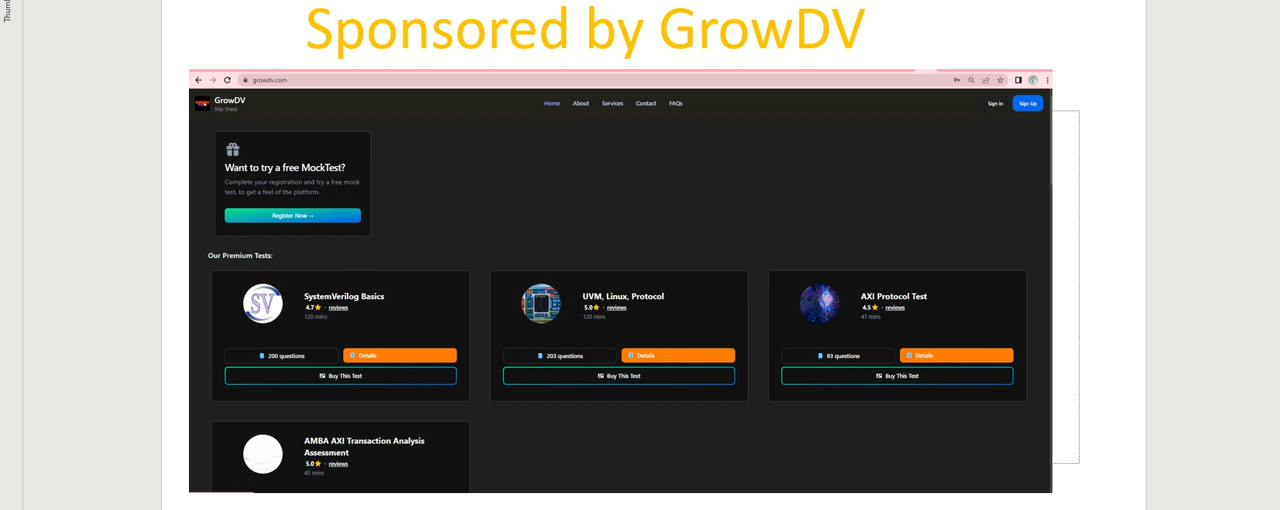 Thumb
Sponsored by GrowDV
growdv.com
GrowDV
Stay Sharp
Home About Services Contact FAQs
Sign in Sign Up
Want to try a free MockTest?
Complete your registration and try a free mock
test, to get a feel of the platform.
Register Now →
Our Premium Tests:
SV
SystemVerilog Basics
4.7 · reviews
120 mins
200 questions Details
Buy This Test
UVM, Linux, Protocol
5.0 · reviews
120 mins
203 questions Details
Buy This Test
AXI Protocol Test
4.5 · reviews
47 mins
93 questions Details
Buy This Test
AMBA AXI Transaction Analysis
Assessment
5.0 · reviews
45 mins